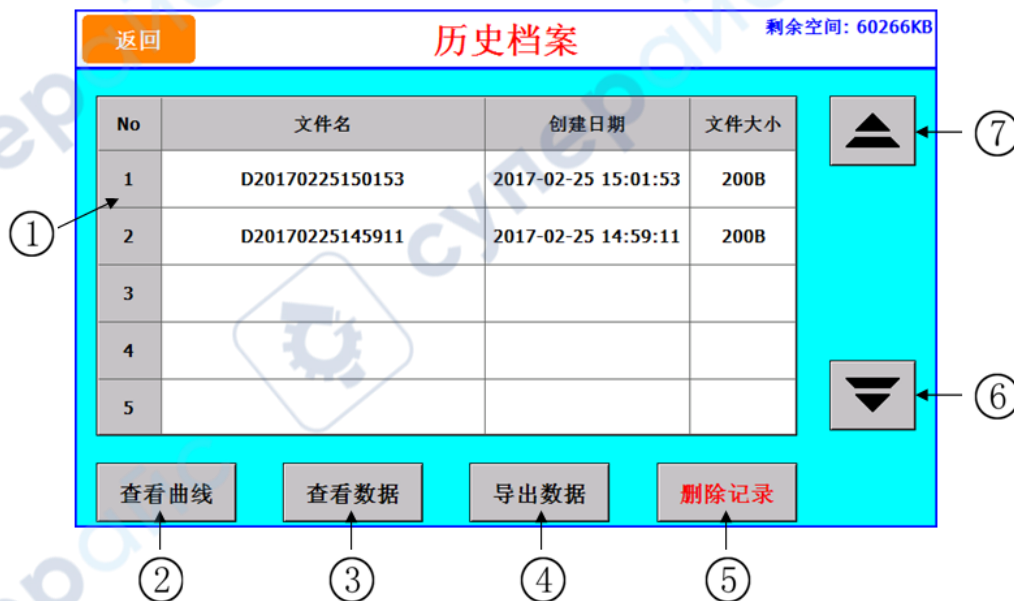 返回
历史档案
剩余空间: 60266KB
No 文件名 创建日期 文件大小
1 D20170225150153 2017-02-25 15:01:53 200B
2 D20170225145911 2017-02-25 14:59:11 200B
3
4
5
查看曲线 查看数据 导出数据 删除记录
①
②
③
④
⑤
⑥
⑦
супер